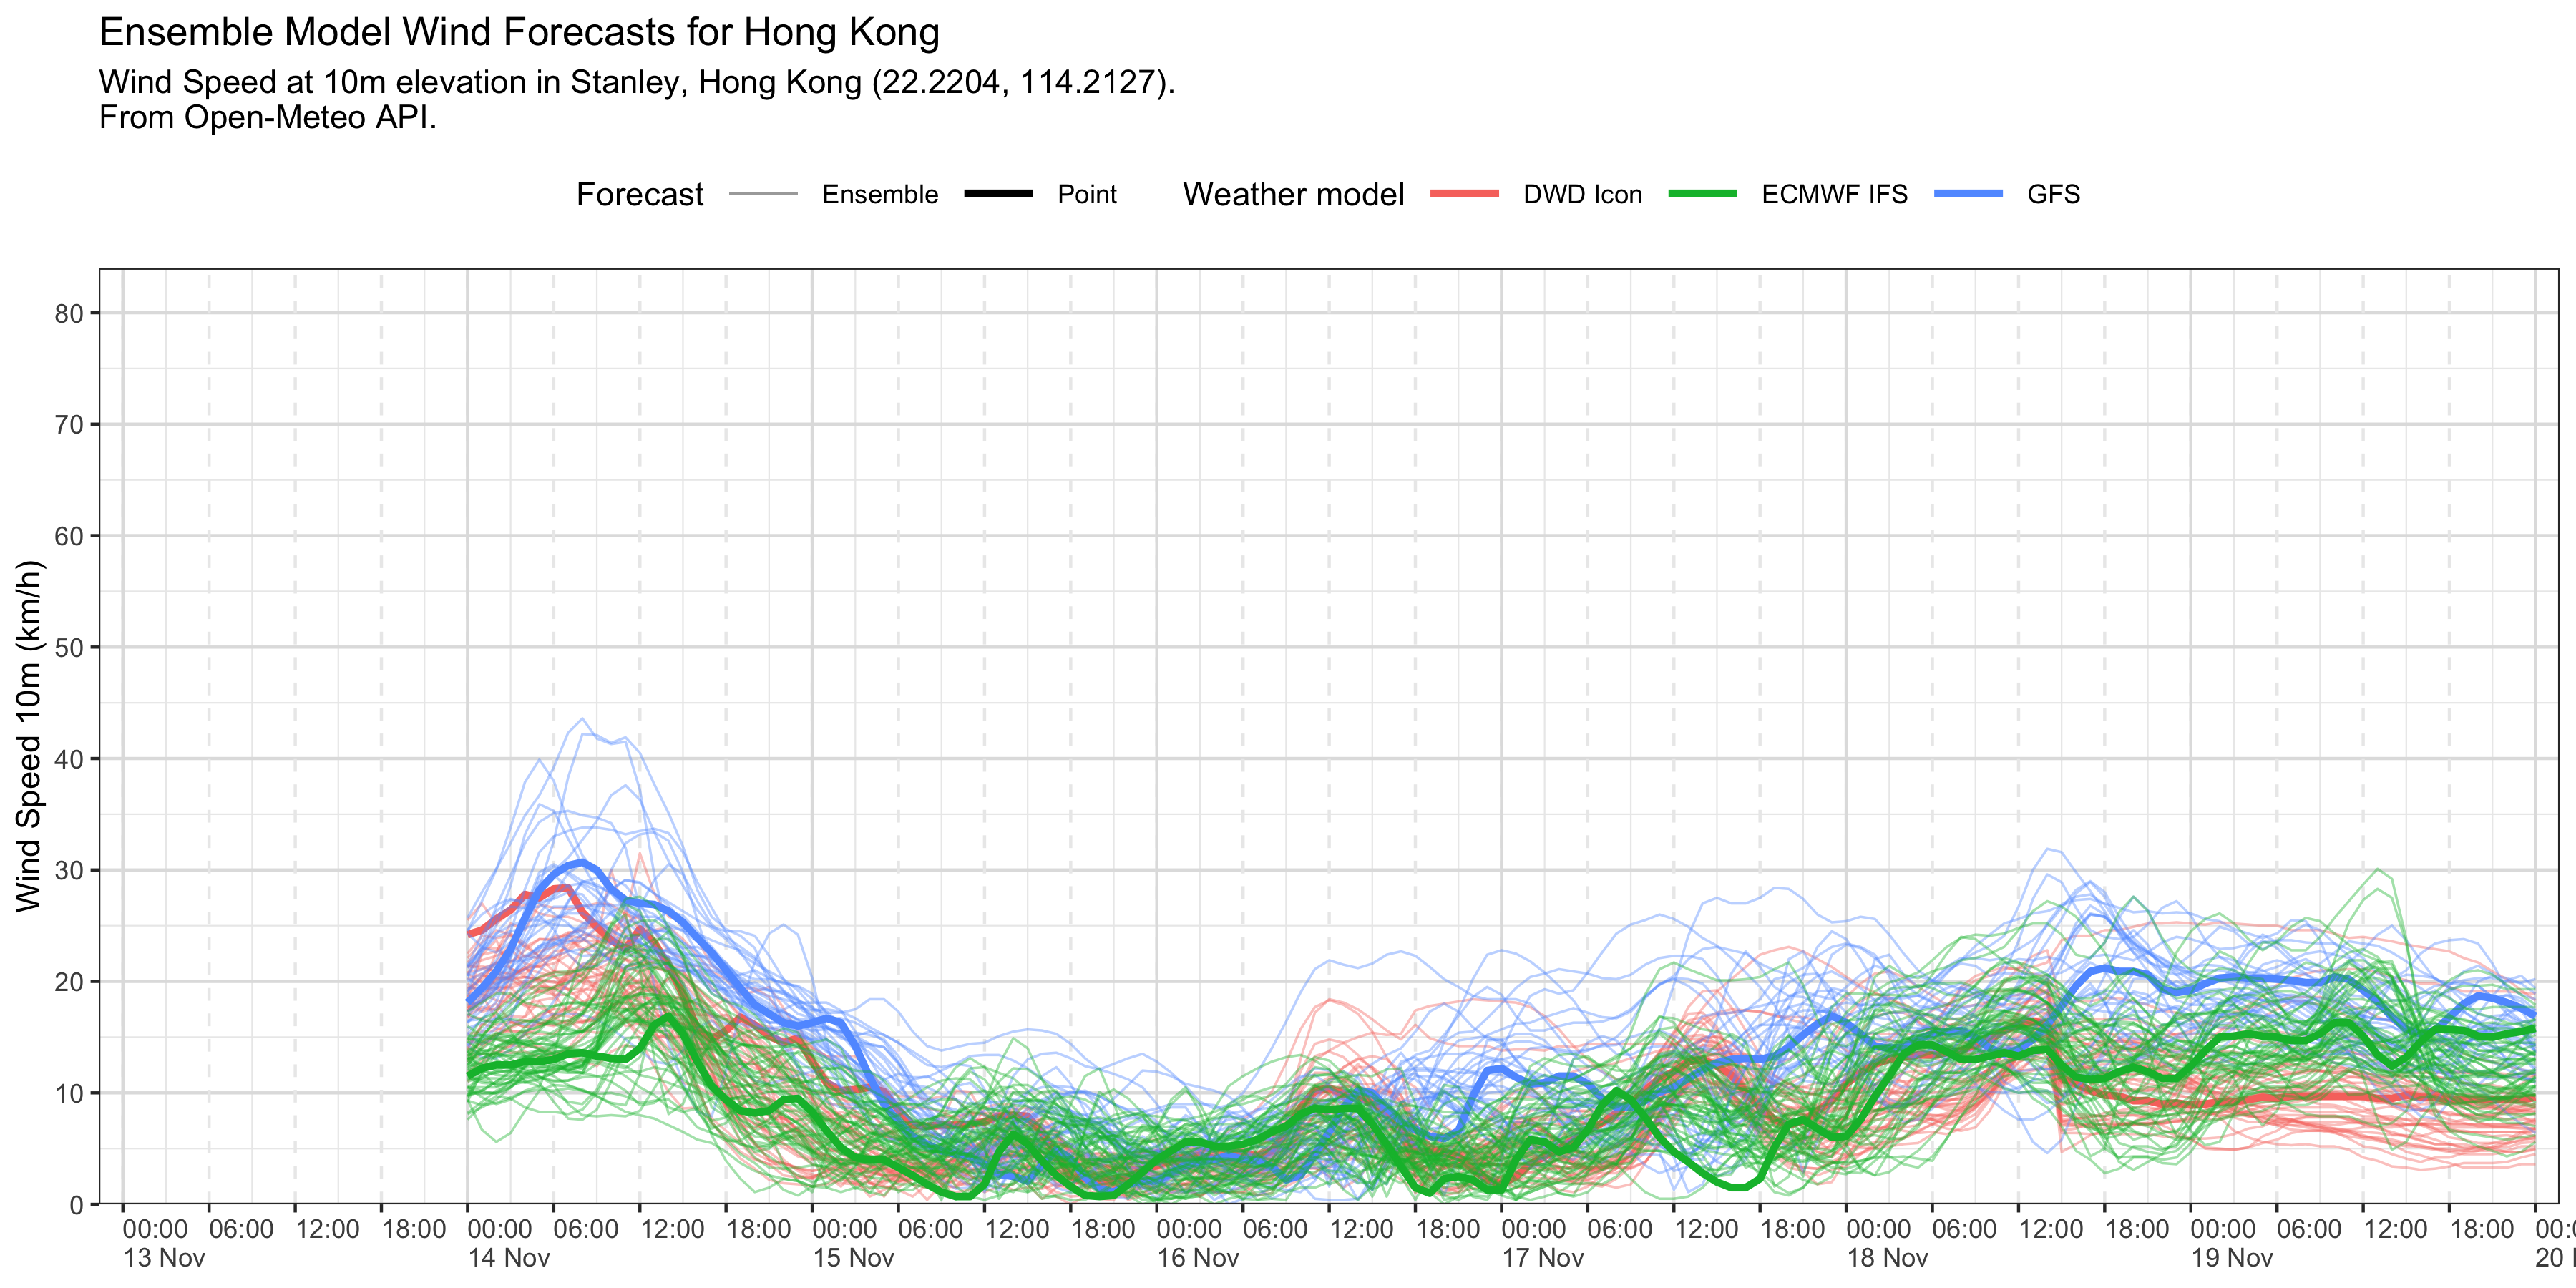 Ensemble Model Wind Forecasts for Hong Kong
Wind Speed at 10m elevation in Stanley, Hong Kong (22.2204, 114.2127).
From Open-Meteo API.
Forecast Ensemble Point Weather model DWD Icon ECMWF IFS GFS
Wind Speed 10m (km/h)
80
70
60
50
40
30
20
10
0
00:00 06:00 12:00 18:00 00:00 06:00 12:00 18:00 00:00 06:00 12:00 18:00 00:00 06:00 12:00 18:00 00:00 06:00 12:00 18:00 00:00 06:00 12:00 18:00 00:00 06:00 12:00 18:00
13 Nov 14 Nov 15 Nov 16 Nov 17 Nov 18 Nov 19 Nov 20